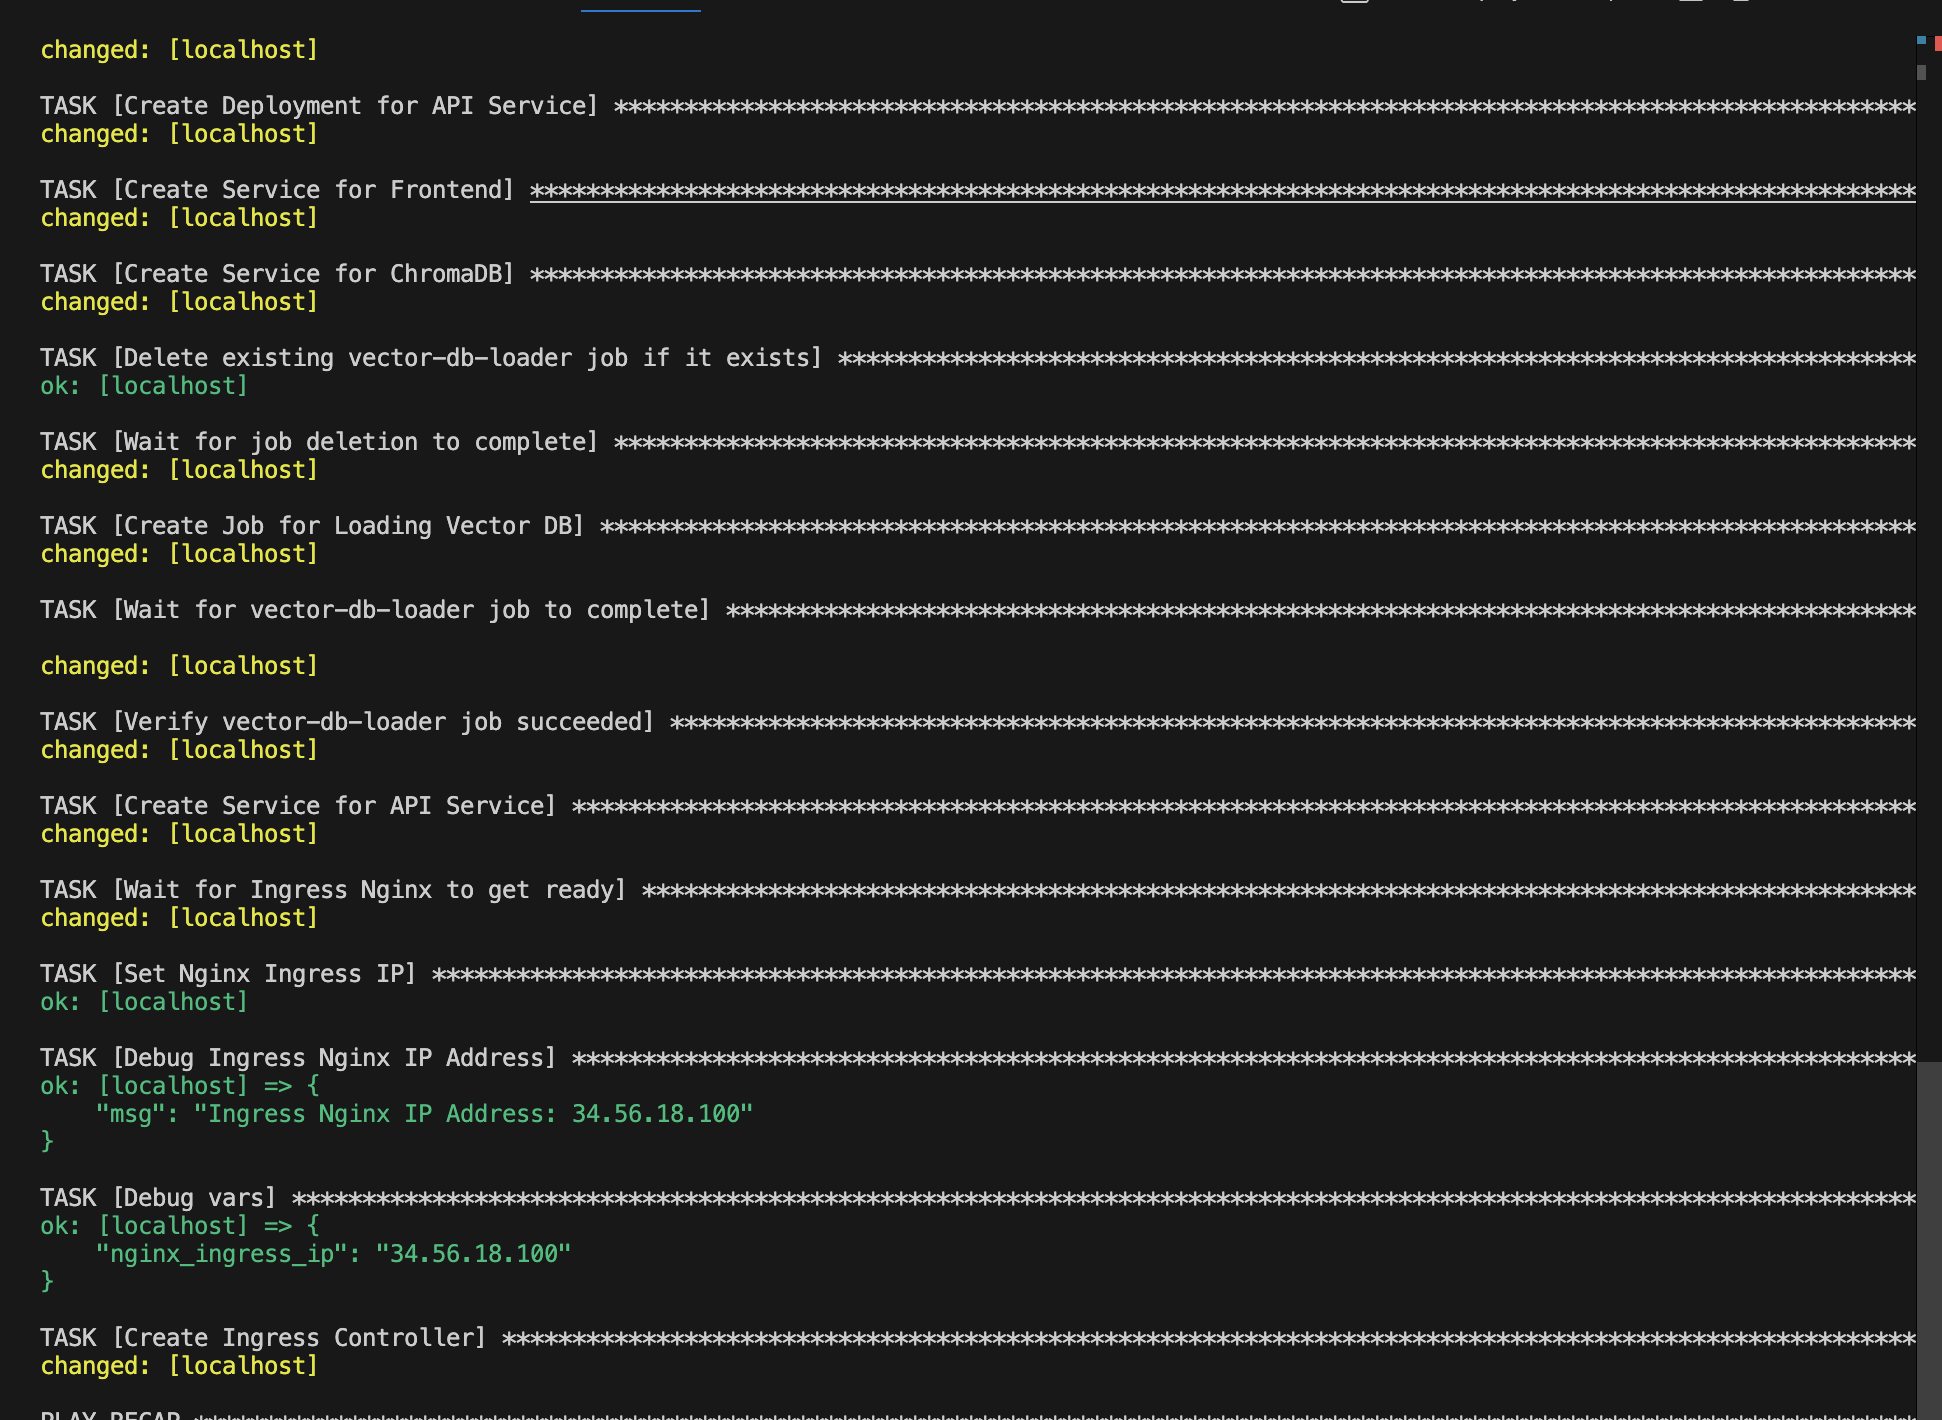 changed: [localhost]
TASK [Create Deployment for API Service] *********************************************************************************************
changed: [localhost]
TASK [Create Service for Frontend] ***************************************************************************************************
changed: [localhost]
TASK [Create Service for ChromaDB] ***************************************************************************************************
changed: [localhost]
TASK [Delete existing vector-db-loader job if it exists] *****************************************************************************
ok: [localhost]
TASK [Wait for job deletion to complete] *********************************************************************************************
changed: [localhost]
TASK [Create Job for Loading Vector DB] **********************************************************************************************
changed: [localhost]
TASK [Wait for vector-db-loader job to complete] *************************************************************************************
changed: [localhost]
TASK [Verify vector-db-loader job succeeded] *****************************************************************************************
changed: [localhost]
TASK [Create Service for API Service] ************************************************************************************************
changed: [localhost]
TASK [Wait for Ingress Nginx to get ready] *******************************************************************************************
changed: [localhost]
TASK [Set Nginx Ingress IP] **********************************************************************************************************
ok: [localhost]
TASK [Debug Ingress Nginx IP Address] ************************************************************************************************
ok: [localhost] => {
    "msg": "Ingress Nginx IP Address: 34.56.18.100"
}
TASK [Debug vars] ********************************************************************************************************************
ok: [localhost] => {
    "nginx_ingress_ip": "34.56.18.100"
}
TASK [Create Ingress Controller] *****************************************************************************************************
changed: [localhost]
PLAY RECAP ***************************************************************************************************************************